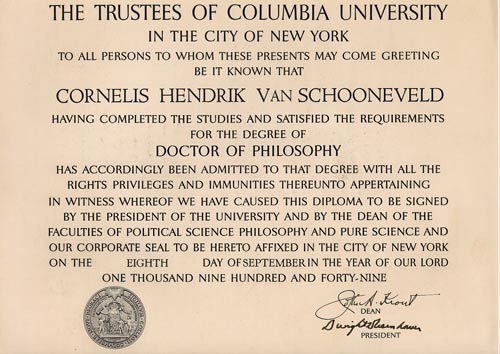 THE TRUSTEES OF COLUMBIA UNIVERSITY
IN THE CITY OF NEW YORK
TO ALL PERSONS TO WHOM THESE PRESENTS MAY COME GREETING
BE IT KNOWN THAT
CORNELIS HENDRIK VAN SCHOONEVELD
HAVING COMPLETED THE STUDIES AND SATISFIED THE REQUIREMENTS
FOR THE DEGREE OF
DOCTOR OF PHILOSOPHY
HAS ACCORDINGLY BEEN ADMITTED TO THAT DEGREE WITH ALL THE
RIGHTS PRIVILEGES AND IMMUNITIES THEREUNTO APPERTAINING
IN WITNESS WHEREOF WE HAVE CAUSED THIS DIPLOMA TO BE SIGNED
BY THE PRESIDENT OF THE UNIVERSITY AND BY THE DEAN OF THE
FACULTIES OF POLITICAL SCIENCE PHILOSOPHY AND PURE SCIENCE AND
OUR CORPORATE SEAL TO BE HERETO AFFIXED IN THE CITY OF NEW YORK
ON THE EIGHTH DAY OF SEPTEMBER IN THE YEAR OF OUR LORD
ONE THOUSAND NINE HUNDRED AND FORTY-NINE
John A. Krout
DEAN
Dwight Eisenhower
PRESIDENT